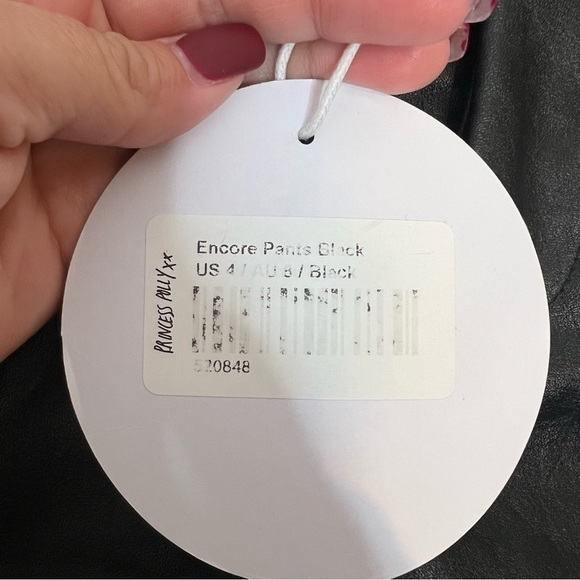 Encore Pants Black
US 4 / AU 8 / Black
520848
PRINCESS POLLY xx